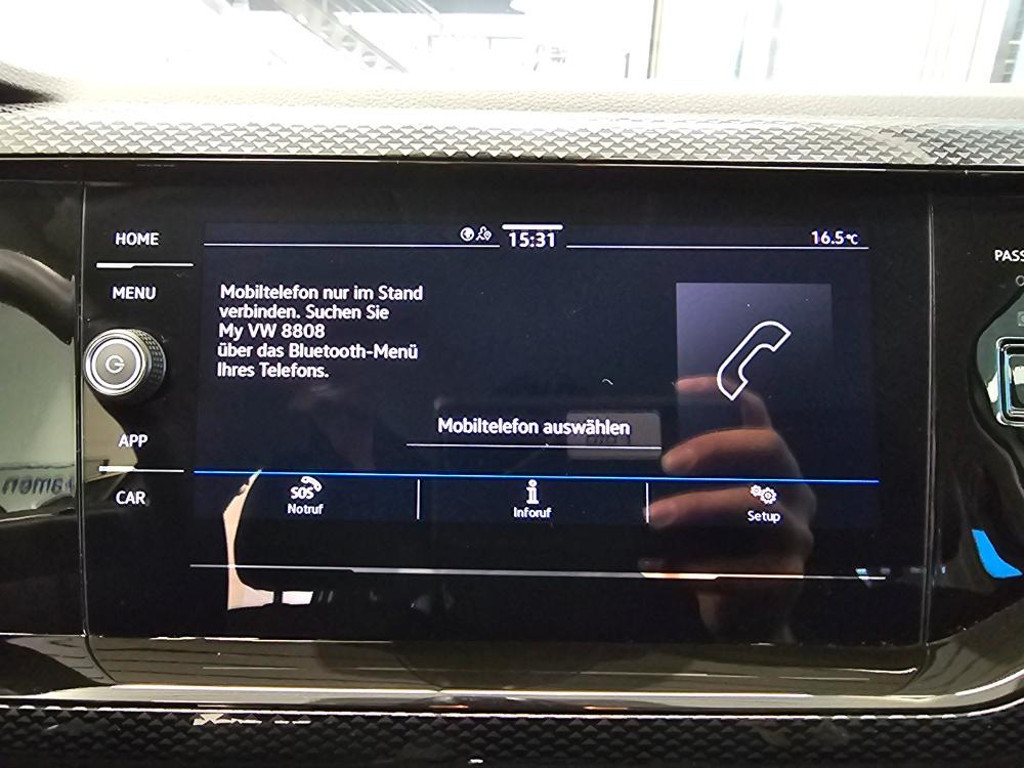 15:31
16.5°C
HOME
MENU
APP
CAR
Mobiltelefon nur im Stand
verbinden. Suchen Sie
My VW 8808
über das Bluetooth-Menü
Ihres Telefons.
Mobiltelefon auswählen
SOS
Notruf
Inforuf
Setup
PASS